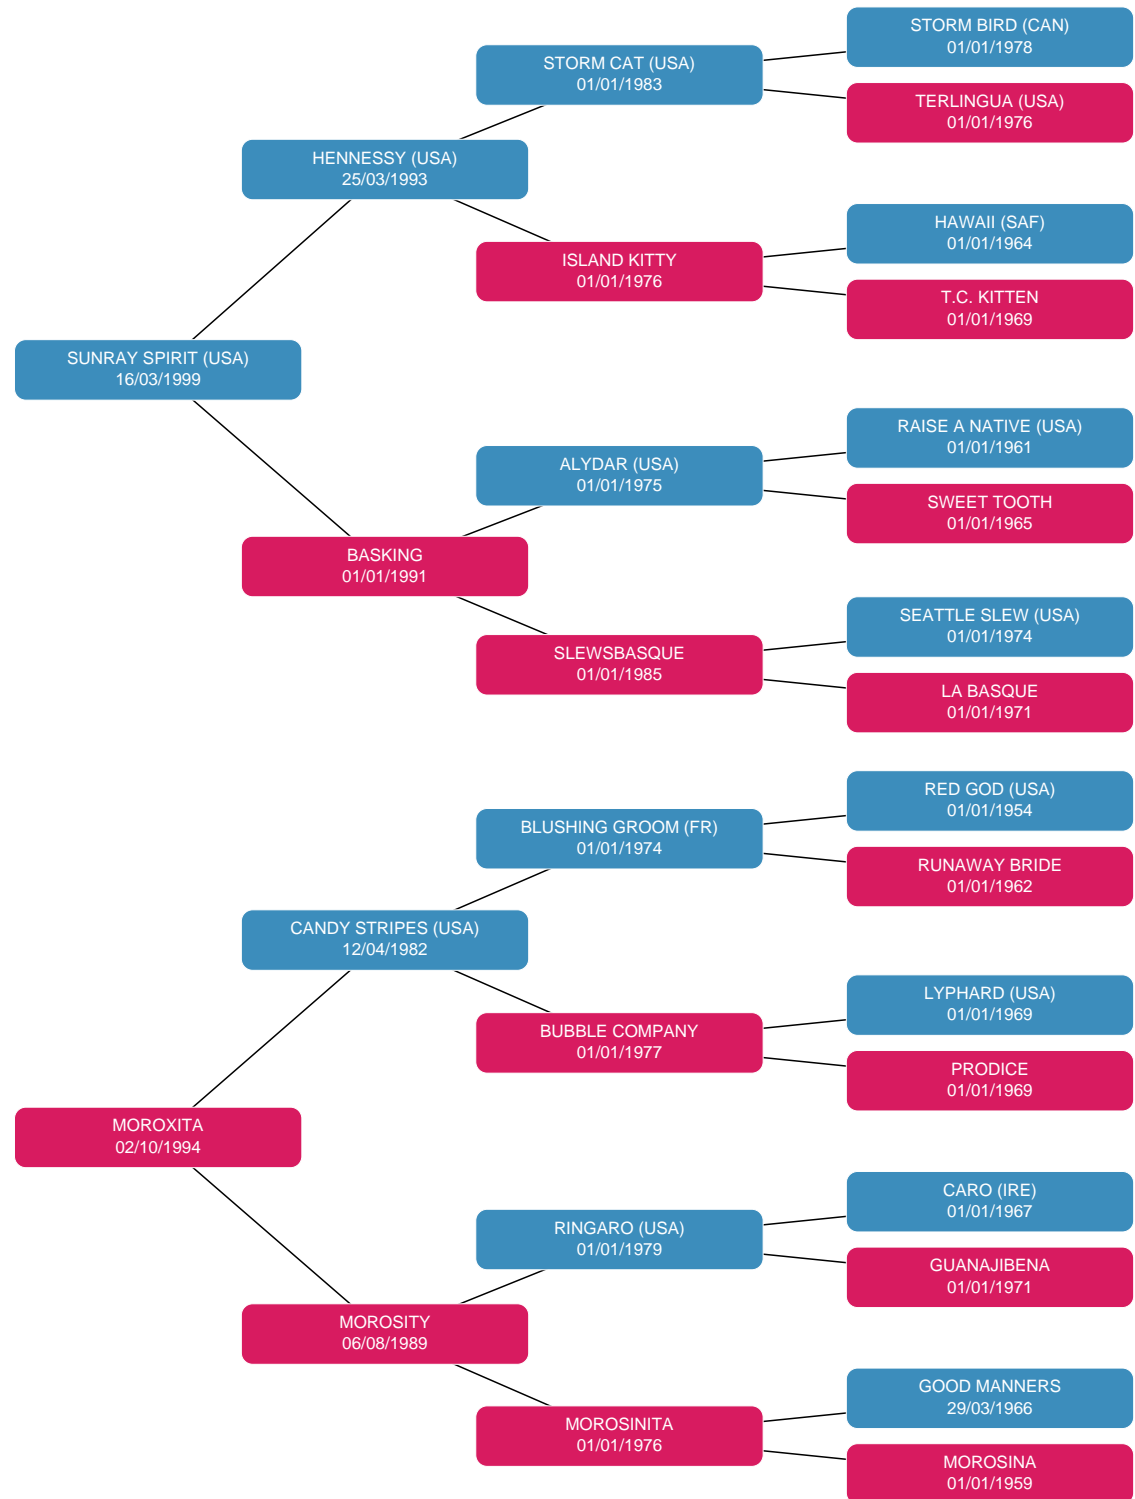 STORM BIRD (CAN)
01/01/1978
STORM CAT (USA)
01/01/1983
TERLINGUA (USA)
01/01/1976
HENNESSY (USA)
25/03/1993
HAWAII (SAF)
01/01/1964
ISLAND KITTY
01/01/1976
T.C. KITTEN
01/01/1969
SUNRAY SPIRIT (USA)
16/03/1999
RAISE A NATIVE (USA)
01/01/1961
ALYDAR (USA)
01/01/1975
SWEET TOOTH
01/01/1965
BASKING
01/01/1991
SEATTLE SLEW (USA)
01/01/1974
SLEWSBASQUE
01/01/1985
LA BASQUE
01/01/1971
RED GOD (USA)
01/01/1954
BLUSHING GROOM (FR)
01/01/1974
RUNAWAY BRIDE
01/01/1962
CANDY STRIPES (USA)
12/04/1982
LYPHARD (USA)
01/01/1969
BUBBLE COMPANY
01/01/1977
PRODICE
01/01/1969
MOROXITA
02/10/1994
CARO (IRE)
01/01/1967
RINGARO (USA)
01/01/1979
GUANAJIBENA
01/01/1971
MOROSITY
06/08/1989
GOOD MANNERS
29/03/1966
MOROSINITA
01/01/1976
MOROSINA
01/01/1959